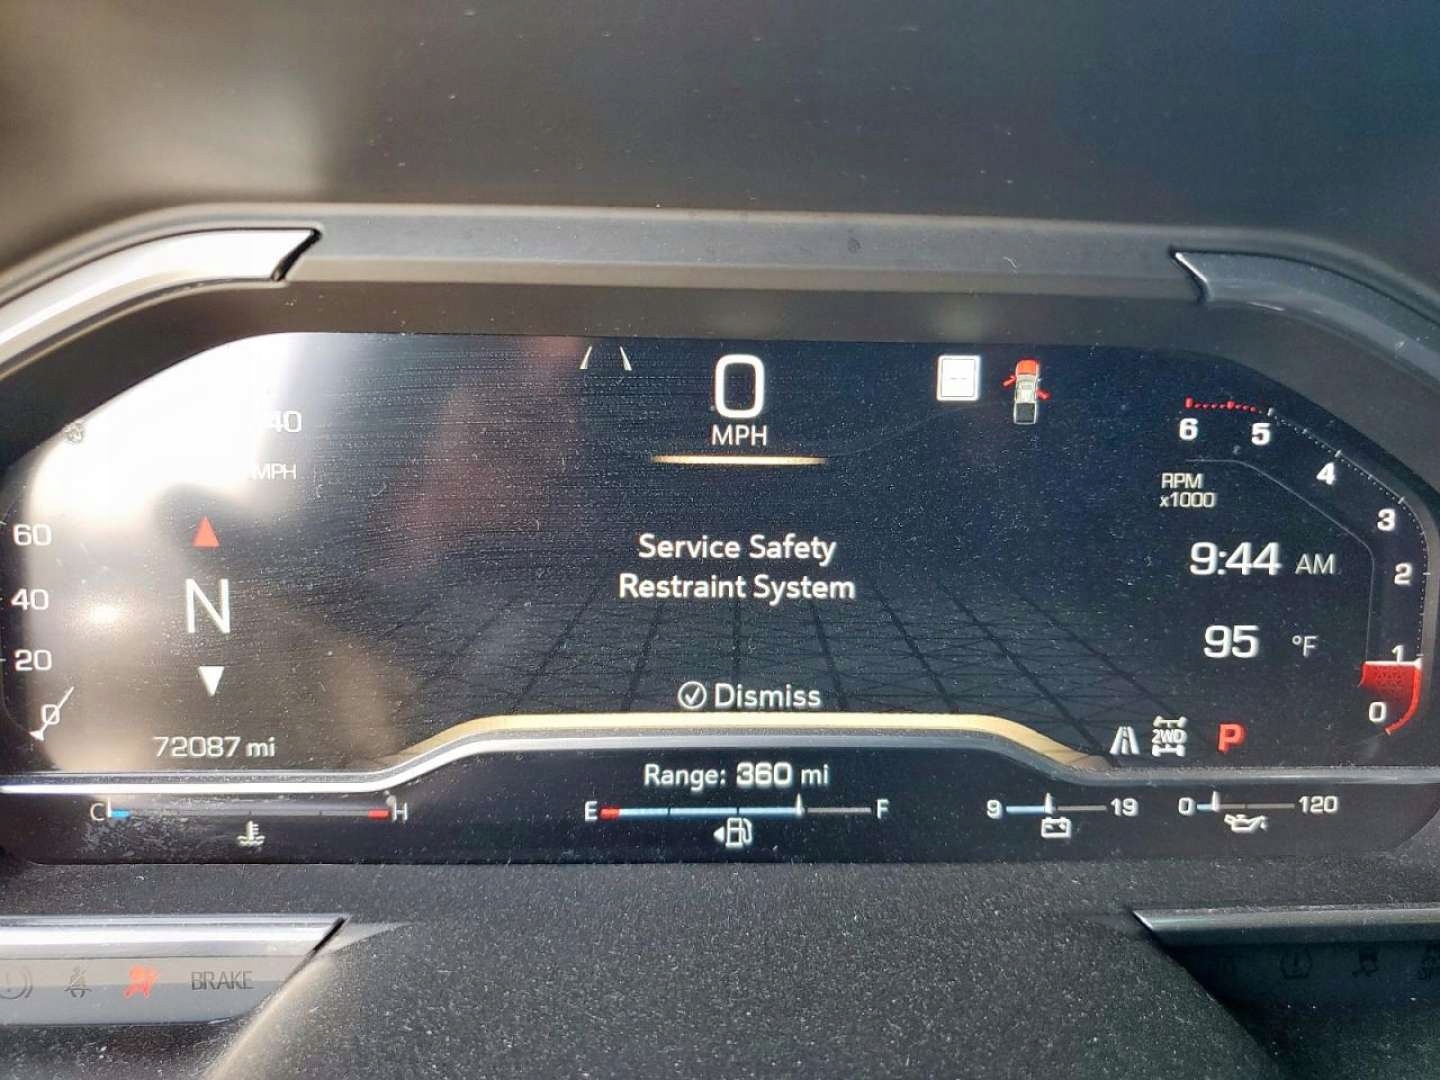 0
MPH
40
MPH
6
5
4
RPM
x1000
3
60
Service Safety
9:44 AM
2
N
Restraint System
40
95 °F
20
1
Dismiss
0
0
2WD
P
72087 mi
Range: 360 mi
C H
E F
9 19
0 120
BRAKE